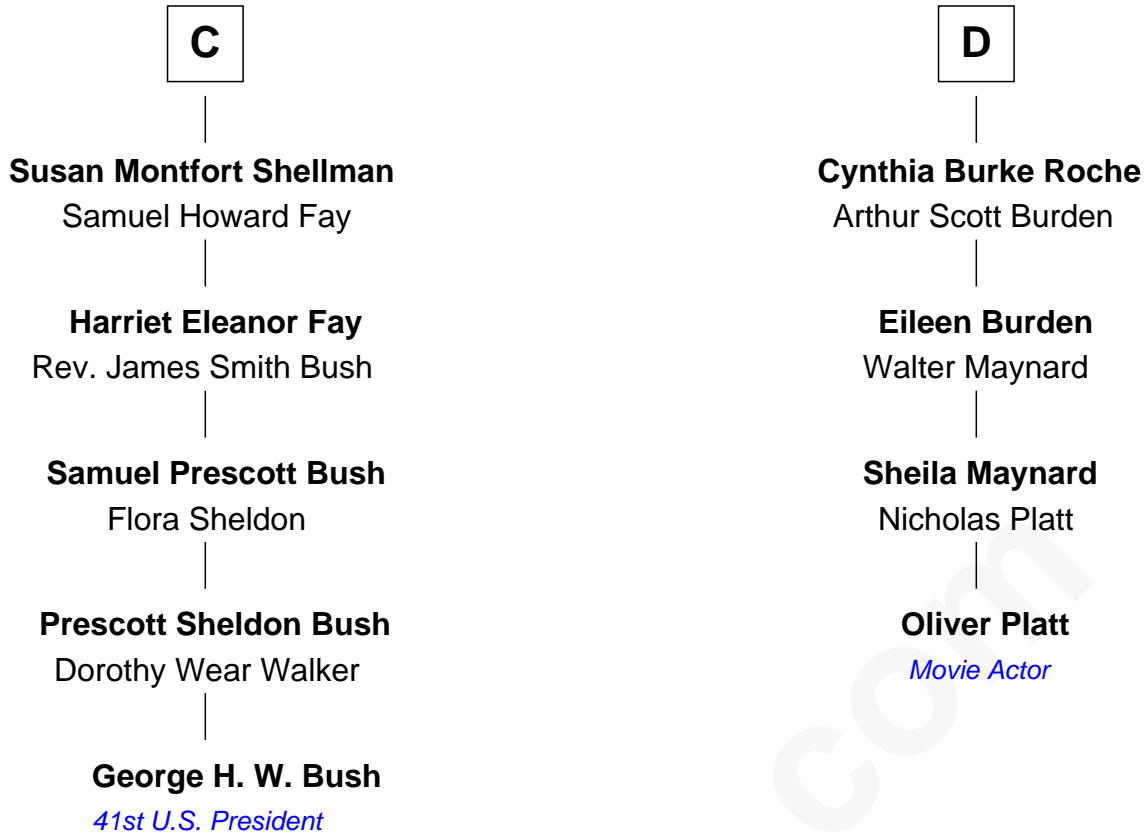 C
Susan Montfort Shellman
Samuel Howard Fay
Harriet Eleanor Fay
Rev. James Smith Bush
Samuel Prescott Bush
Flora Sheldon
Prescott Sheldon Bush
Dorothy Wear Walker
George H. W. Bush
41st U.S. President
D
Cynthia Burke Roche
Arthur Scott Burden
Eileen Burden
Walter Maynard
Sheila Maynard
Nicholas Platt
Oliver Platt
Movie Actor
com